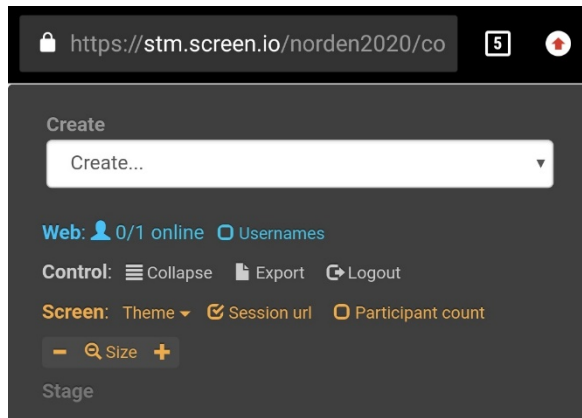 https://stm.screen.io/norden2020/co 5
Create
Create...
Web: 0/1 online Usernames
Control: Collapse Export Logout
Screen: Theme Session url Participant count
− Size +
Stage